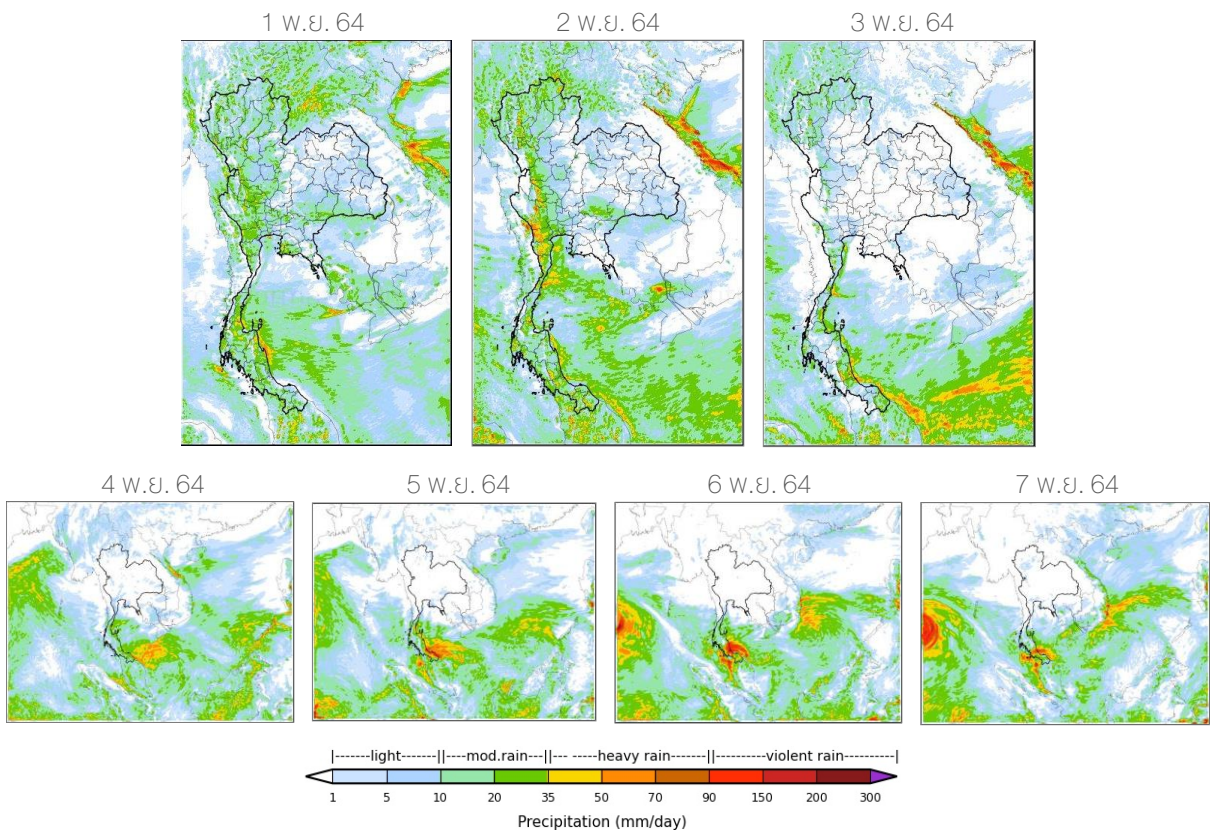 1 พ.ย. 64
2 พ.ย. 64
3 พ.ย. 64
4 พ.ย. 64
5 พ.ย. 64
6 พ.ย. 64
7 พ.ย. 64
|-------light-------||----mod.rain---||--- -----heavy rain-------||----------violent rain-----------|
1 5 10 20 35 50 70 90 150 200 300
Precipitation (mm/day)